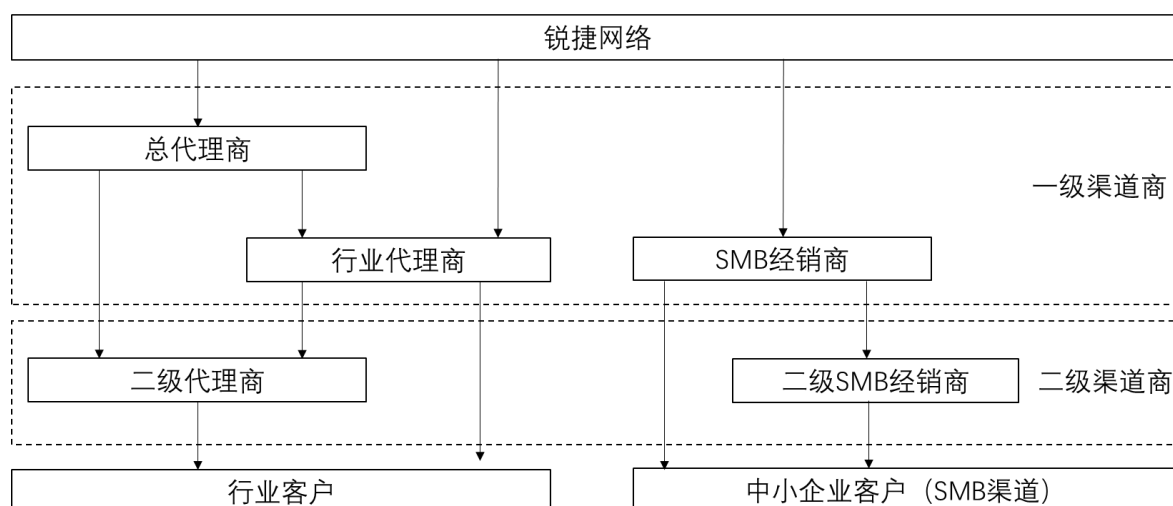 锐捷网络
总代理商
一级渠道商
行业代理商
SMB经销商
二级代理商
二级SMB经销商
二级渠道商
行业客户
中小企业客户（SMB渠道）